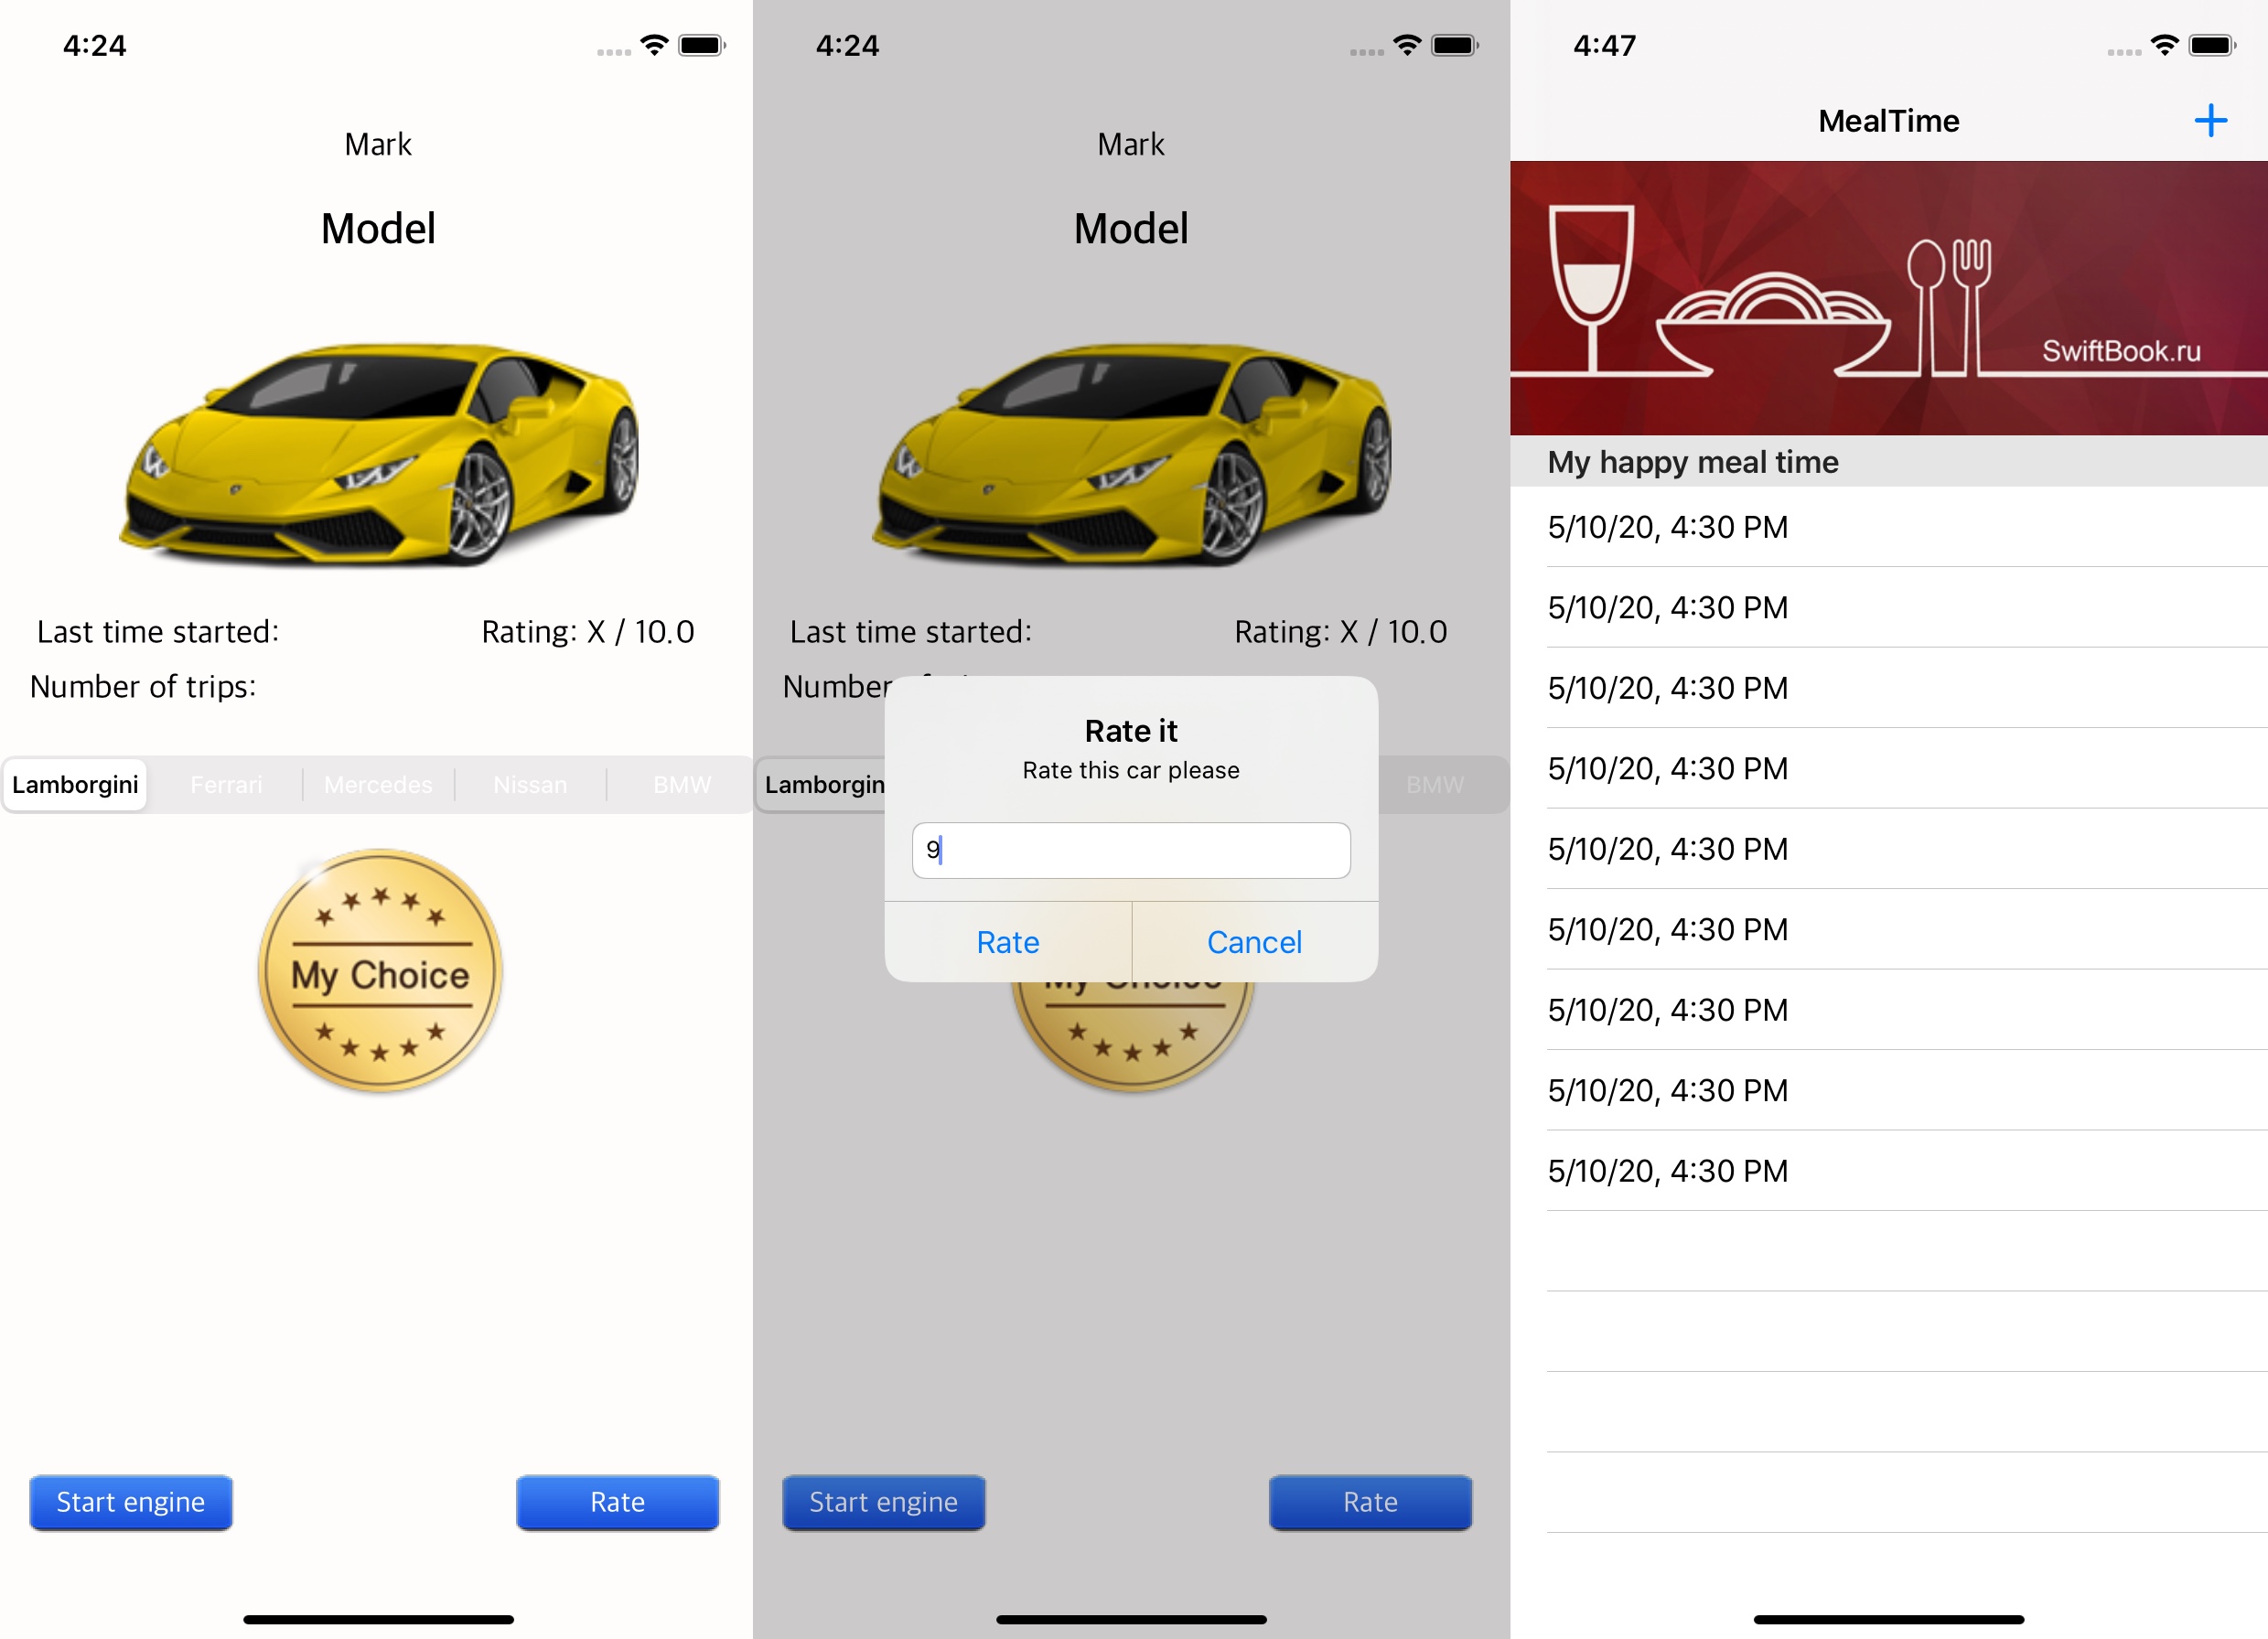 4:24
Mark
Model
Last time started:
Rating: X / 10.0
Number of trips:
Lamborgini
Ferrari
Mercedes
Nissan
BMW
My Choice
Start engine
Rate
4:24
Mark
Model
Last time started:
Rating: X / 10.0
Number
Lamborgin
BMW
Rate it
Rate this car please
9
Rate
Cancel
My Choice
Start engine
Rate
4:47
MealTime
SwiftBook.ru
My happy meal time
5/10/20, 4:30 PM
5/10/20, 4:30 PM
5/10/20, 4:30 PM
5/10/20, 4:30 PM
5/10/20, 4:30 PM
5/10/20, 4:30 PM
5/10/20, 4:30 PM
5/10/20, 4:30 PM
5/10/20, 4:30 PM